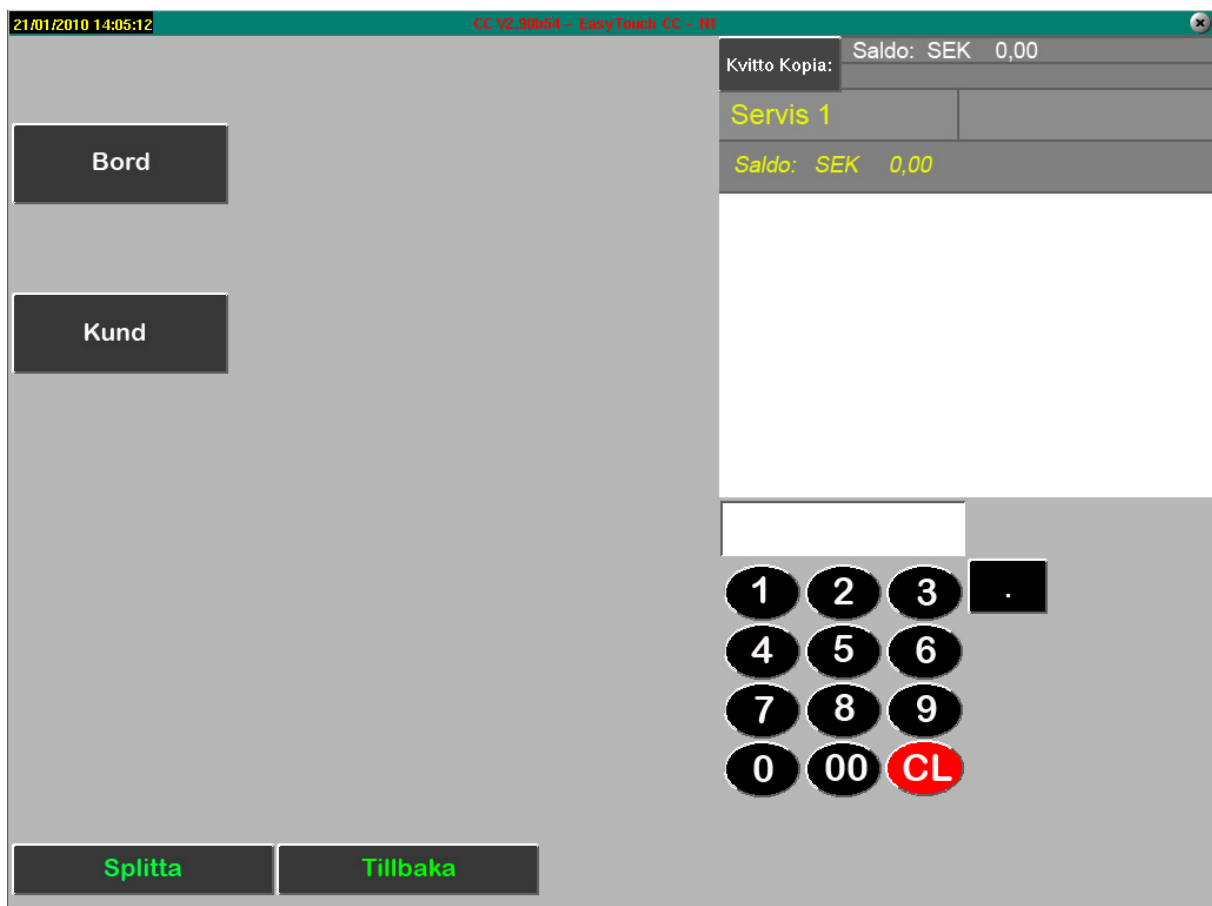 21/01/2010 14:05:12
CC V2.90b54 - EasyTouch CC - N1
Kvitto Kopia:
Saldo: SEK 0,00
Servis 1
Saldo: SEK 0,00
Bord
Kund
1 2 3 .
4 5 6
7 8 9
0 00 CL
Splitta Tillbaka